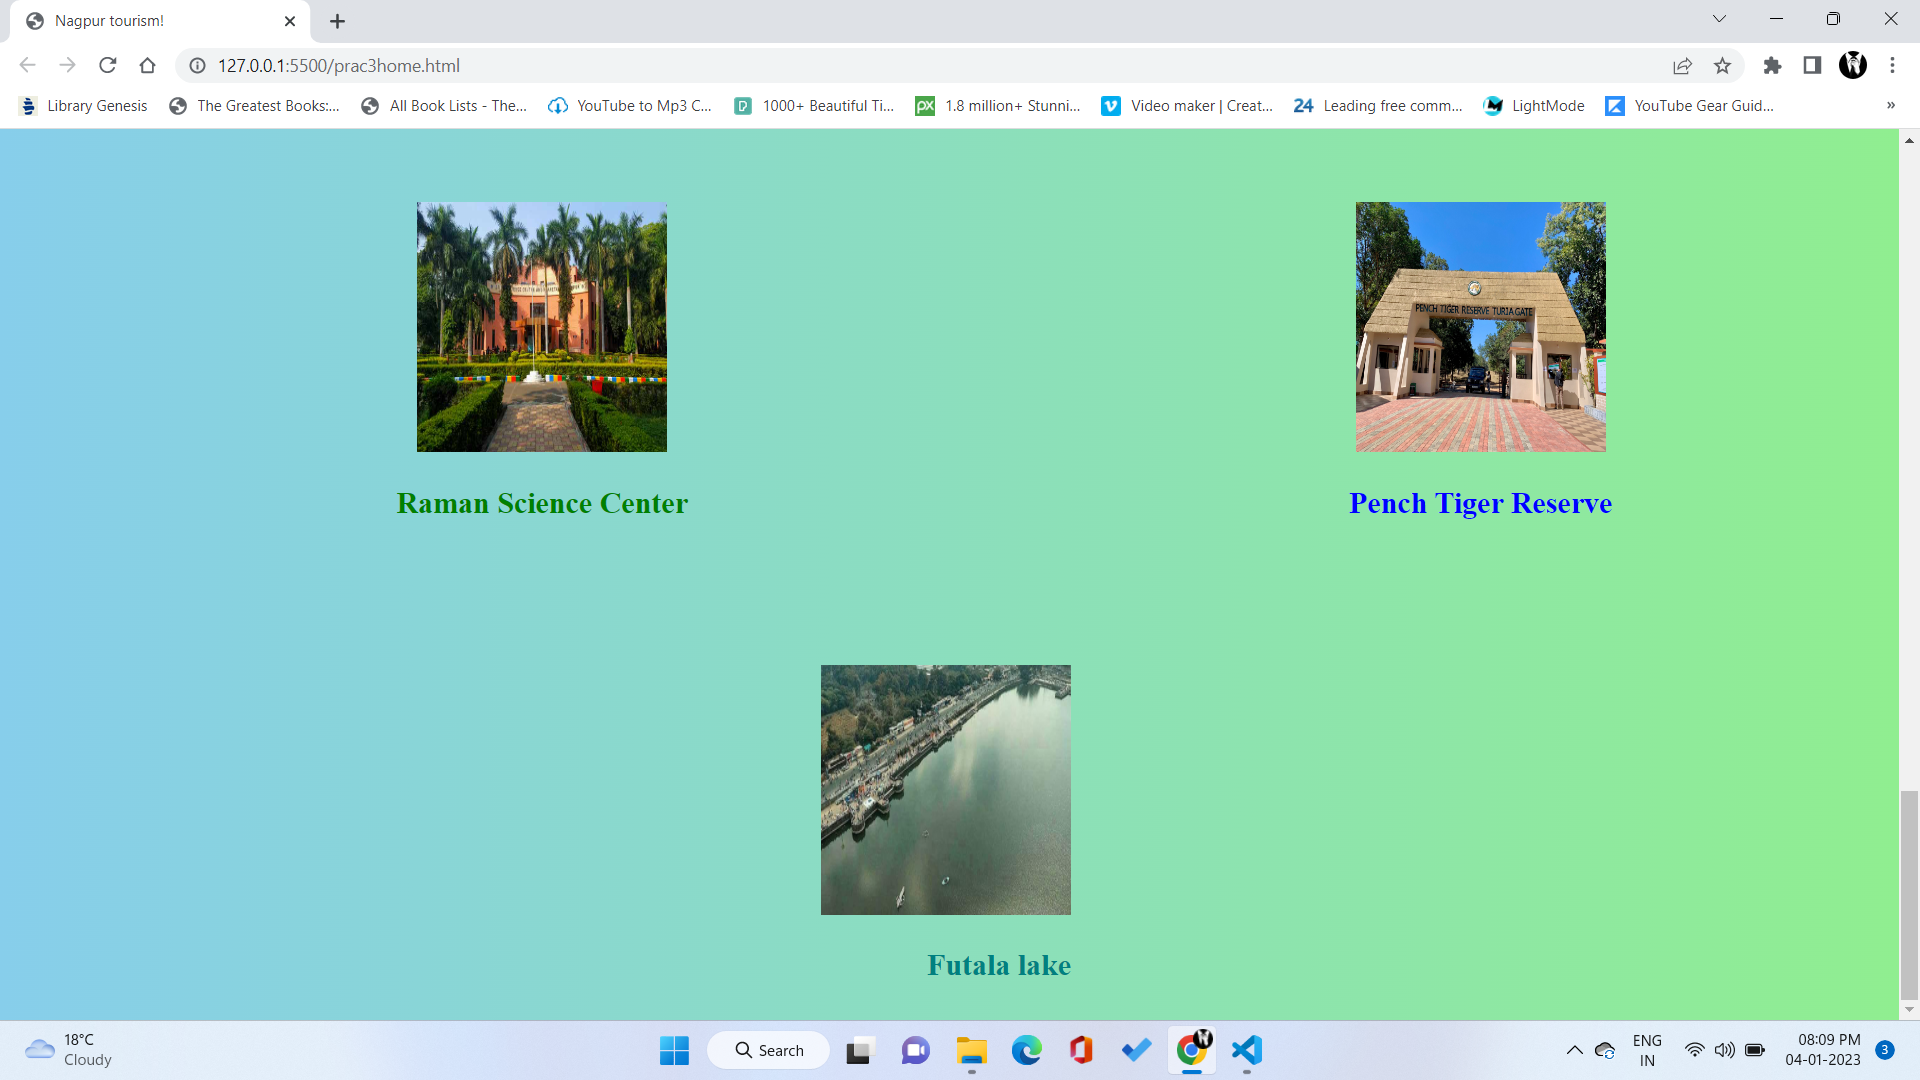 Nagpur tourism!
127.0.0.1:5500/prac3home.html
Library Genesis
The Greatest Books:...
All Book Lists - The...
YouTube to Mp3 C...
1000+ Beautiful Ti...
px 1.8 million+ Stunni...
Video maker | Creat...
24 Leading free comm...
LightMode
YouTube Gear Guid...
»
PENCH TIGER RESERVE TURIA GATE
Raman Science Center
Pench Tiger Reserve
Futala lake
18°C
Cloudy
Search
ENG
IN
08:09 PM
04-01-2023
3